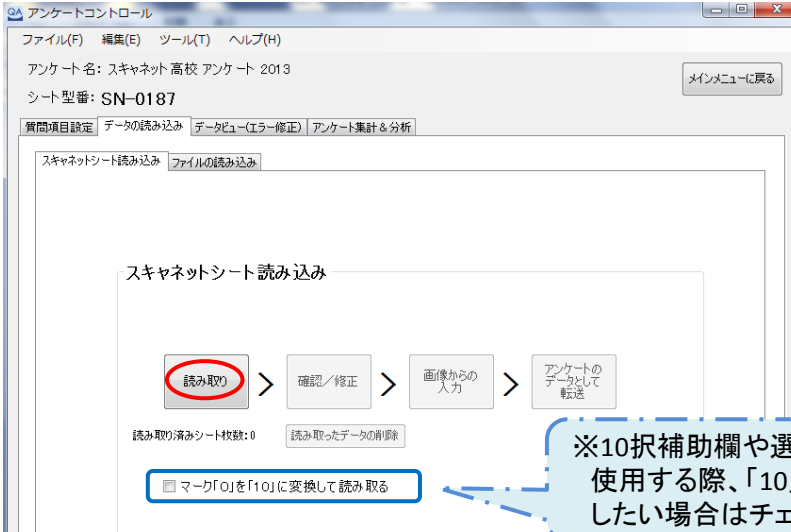 QA アンケートコントロール
ファイル(F) 編集(E) ツール(T) ヘルプ(H)
アンケート名: スキャネット高校 アンケート 2013
メインメニューに戻る
シート型番: SN-0187
質問項目設定 データの読み込み データビュー(エラー修正) アンケート集計&分析
スキャネットシート読み込み ファイルの読み込み
スキャネットシート読み込み
読み取り > 確認/修正 > 画像からの入力 > アンケートのデータとして転送
読み取り済みシート枚数:0 読み取ったデータの削除
マーク「0」を「10」に変換して読み取る
※10択補助欄や選
使用する際、「10」
したい場合はチェ